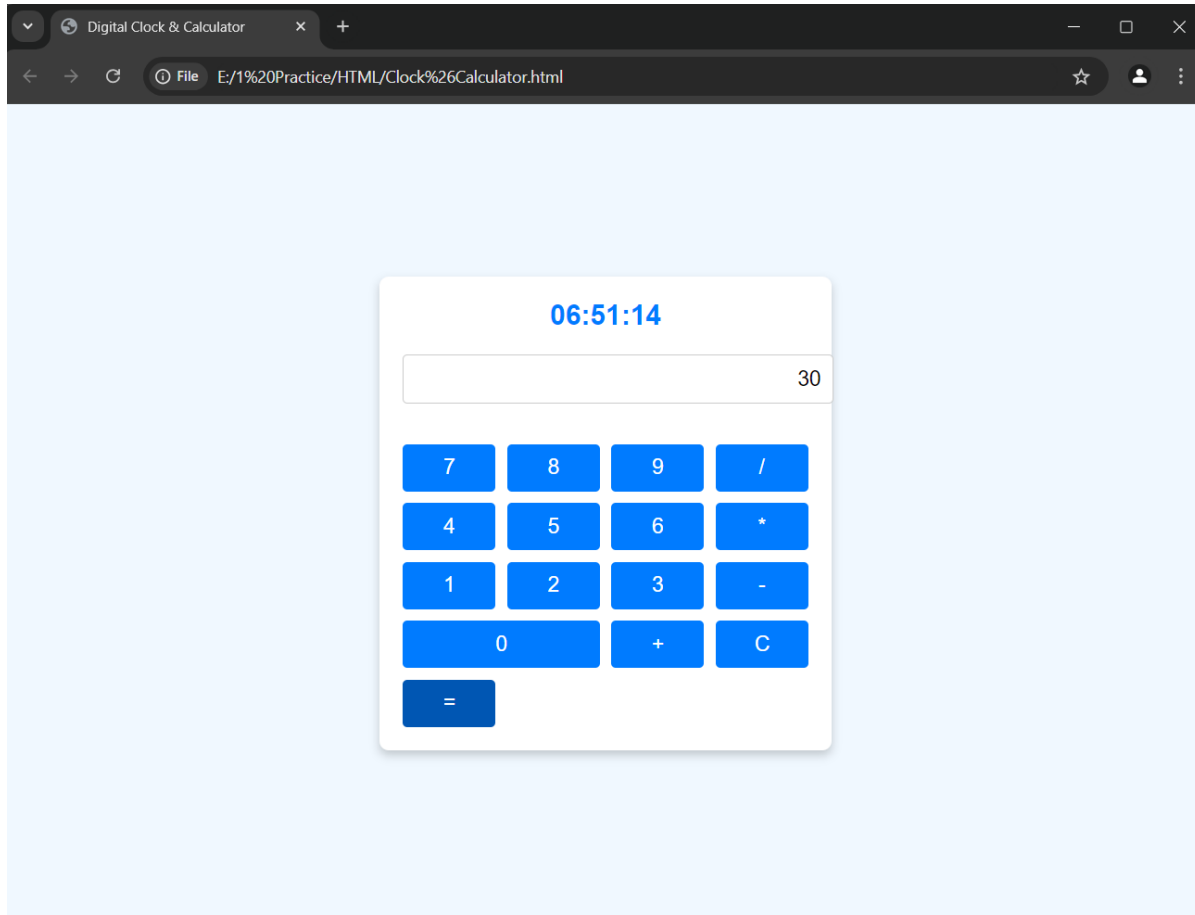 Digital Clock & Calculator
File E:/1%20Practice/HTML/Clock%26Calculator.html
06:51:14
30
7 8 9 /
4 5 6 *
1 2 3 -
0 + C
=